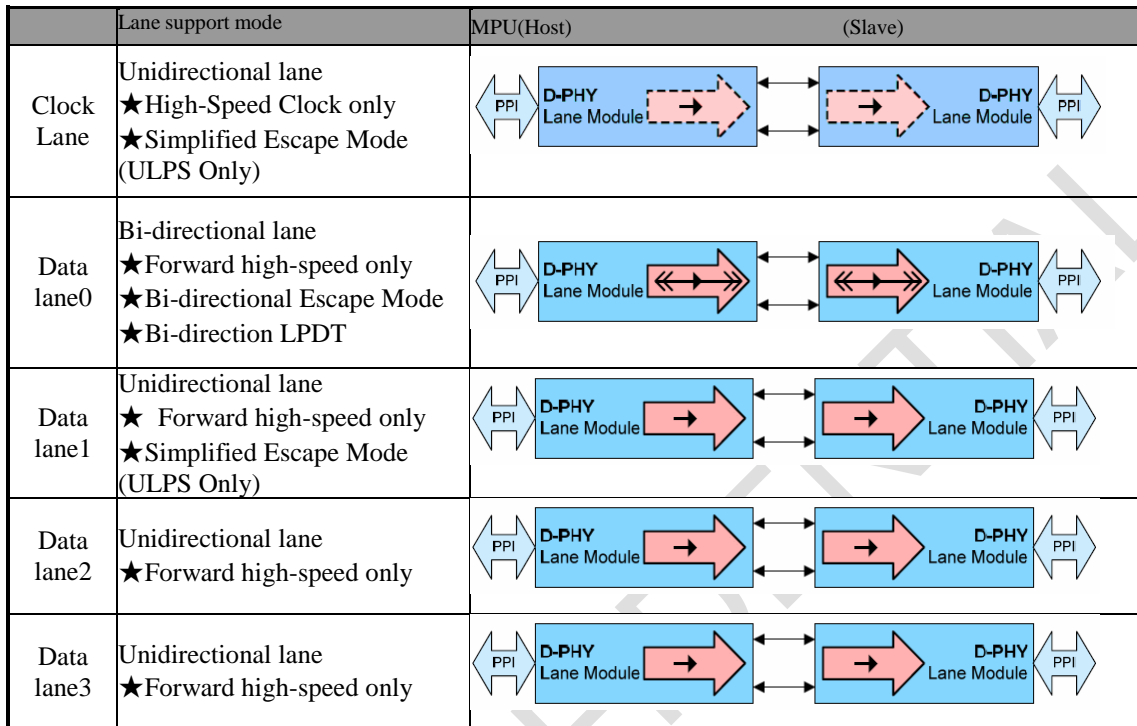 Lane support mode
MPU(Host)
(Slave)
Clock
Lane
Unidirectional lane
★High-Speed Clock only
★Simplified Escape Mode
(ULPS Only)
PPI
D-PHY
Lane Module
D-PHY
Lane Module
PPI
Data
lane0
Bi-directional lane
★Forward high-speed only
★Bi-directional Escape Mode
★Bi-direction LPDT
PPI
D-PHY
Lane Module
D-PHY
Lane Module
PPI
Data
lane1
Unidirectional lane
★ Forward high-speed only
★Simplified Escape Mode
(ULPS Only)
PPI
D-PHY
Lane Module
D-PHY
Lane Module
PPI
Data
lane2
Unidirectional lane
★Forward high-speed only
PPI
D-PHY
Lane Module
D-PHY
Lane Module
PPI
Data
lane3
Unidirectional lane
★Forward high-speed only
PPI
D-PHY
Lane Module
D-PHY
Lane Module
PPI